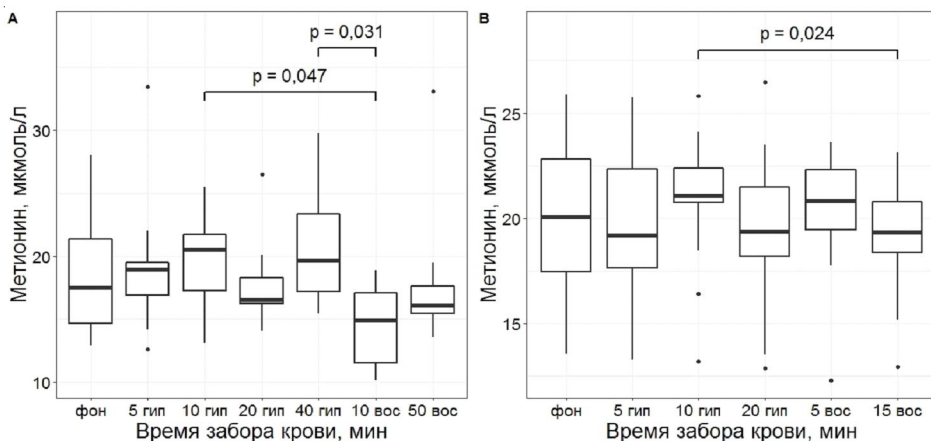 A
p = 0,031
p = 0,047
Метионин, мкмоль/л
30
20
10
фон 5 гип 10 гип 20 гип 40 гип 10 вос 50 вос
Время забора крови, мин
B
p = 0,024
Метионин, мкмоль/л
25
20
15
фон 5 гип 10 гип 20 гип 5 вос 15 вос
Время забора крови, мин